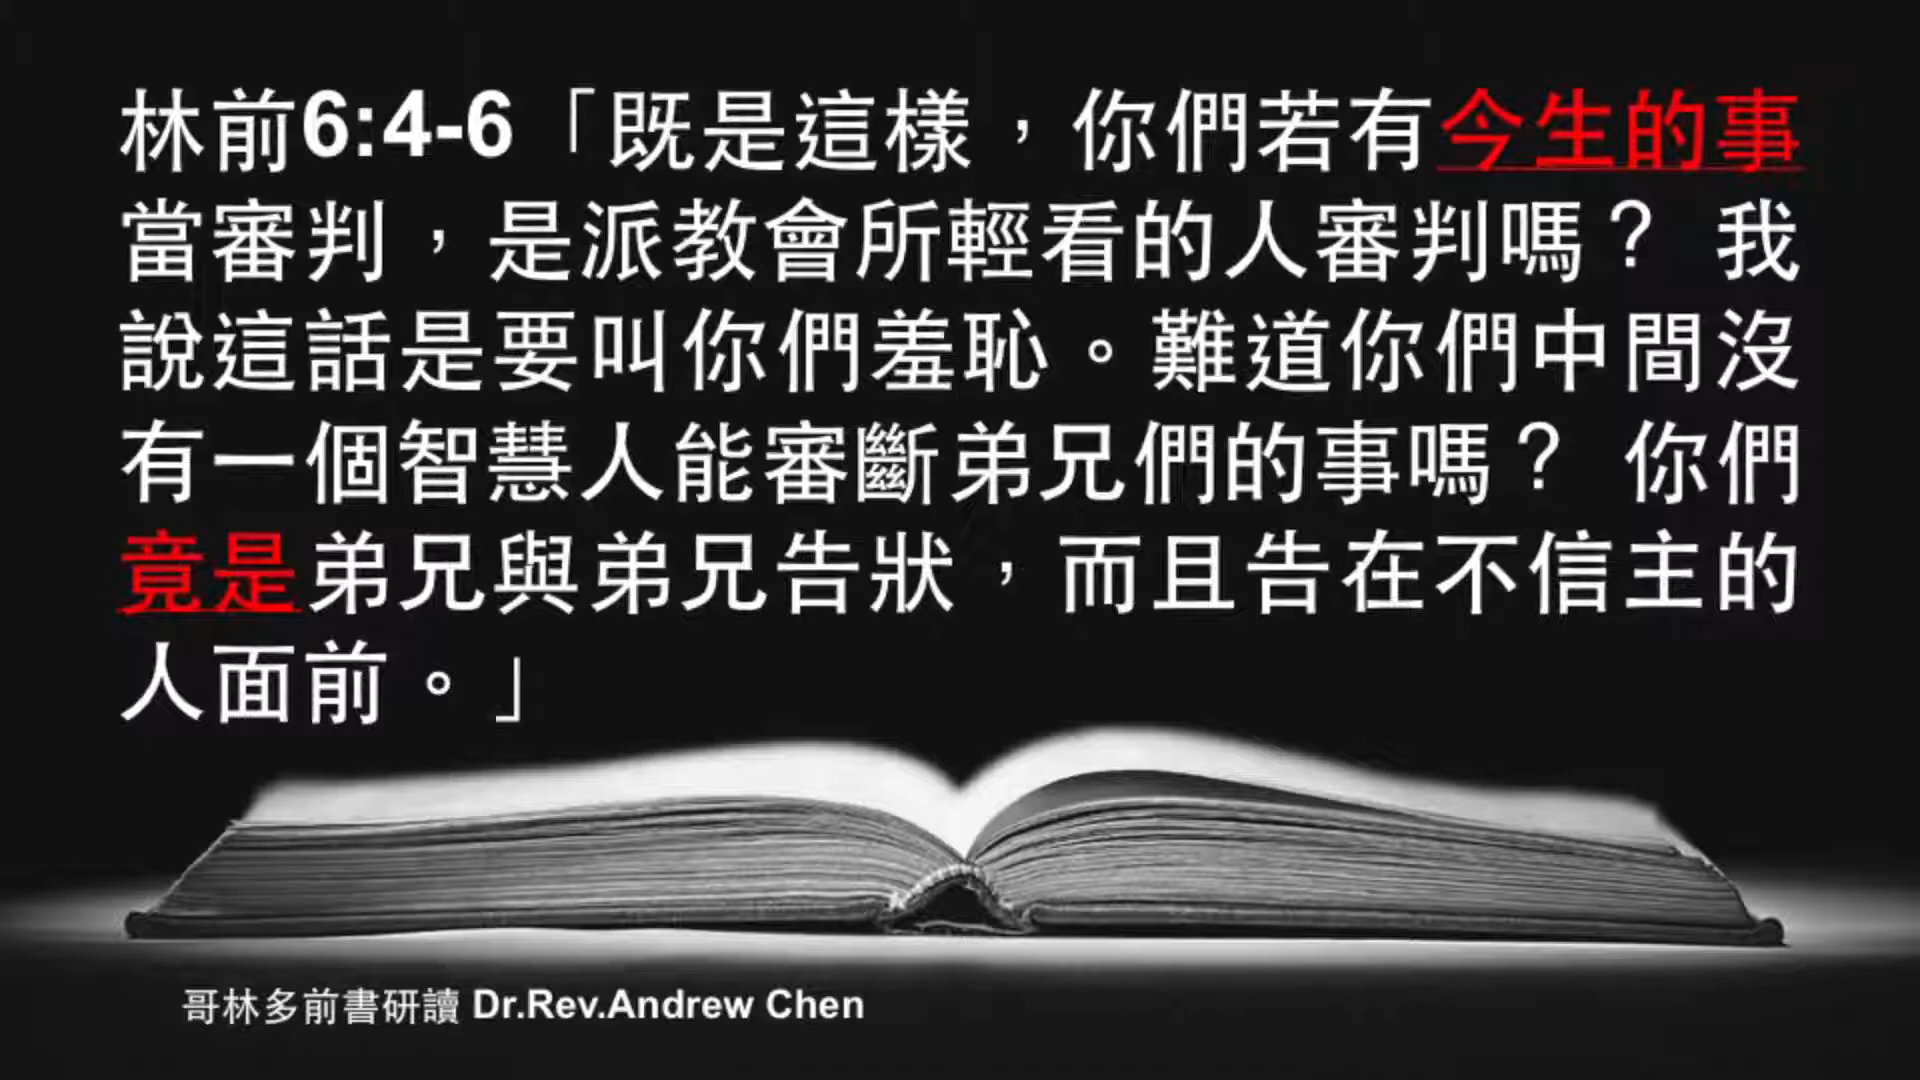 林前6:4-6「既是這樣，你們若有今生的事
當審判，是派教會所輕看的人審判嗎？ 我
說這話是要叫你們羞恥。難道你們中間沒
有一個智慧人能審斷弟兄們的事嗎？ 你們
竟是弟兄與弟兄告狀，而且告在不信主的
人面前。」
哥林多前書研讀 Dr.Rev.Andrew Chen